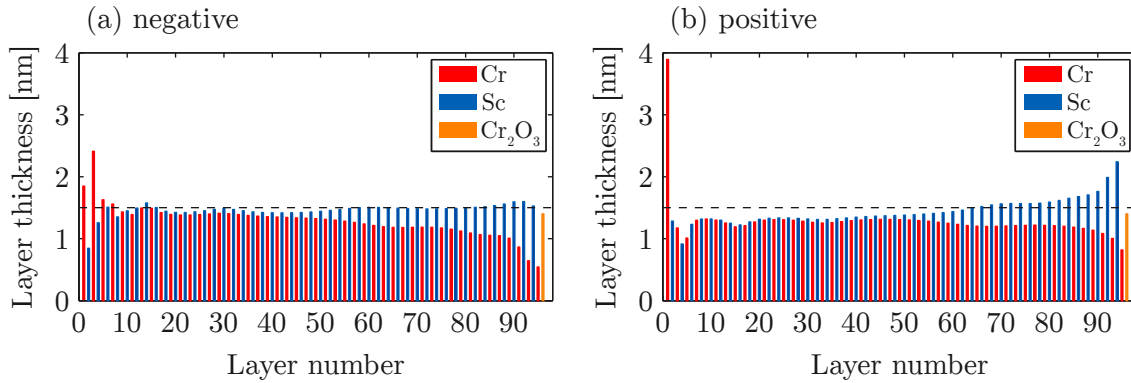 (a) negative
Layer thickness [nm]
4
3
2
1
0
Cr
Sc
Cr₂O₃
0 10 20 30 40 50 60 70 80 90
Layer number
(b) positive
Layer thickness [nm]
4
3
2
1
0
Cr
Sc
Cr₂O₃
0 10 20 30 40 50 60 70 80 90
Layer number